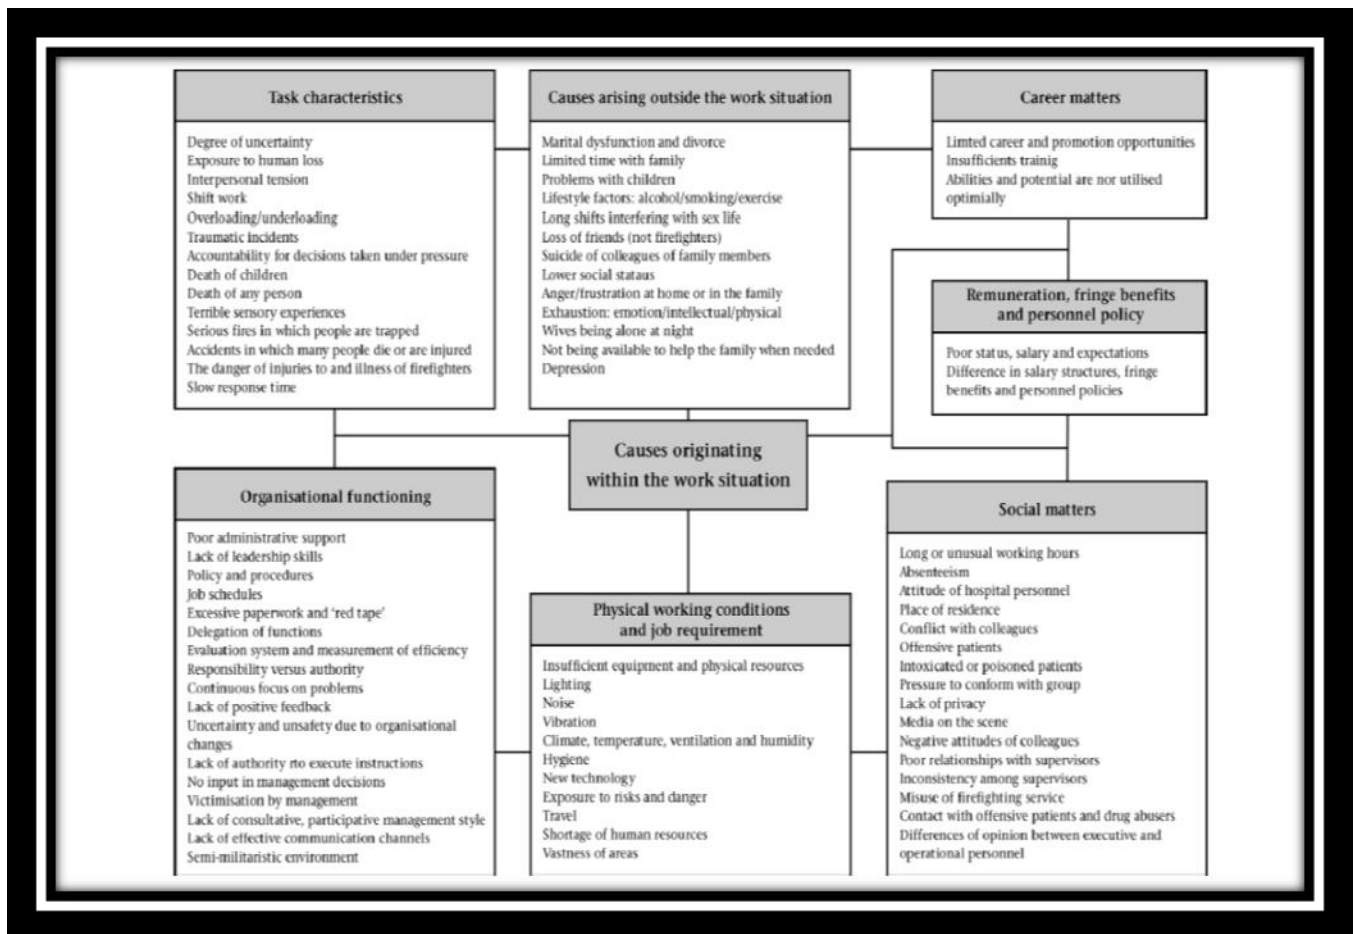 Task characteristics
Degree of uncertainty
Exposure to human loss
Interpersonal tension
Shift work
Overloading/underloading
Traumatic incidents
Accountability for decisions taken under pressure
Death of children
Death of any person
Terrible sensory experiences
Serious fires in which people are trapped
Accidents in which many people die or are injured
The danger of injuries to and illness of firefighters
Slow response time
Causes arising outside the work situation
Marital dysfunction and divorce
Limited time with family
Problems with children
Lifestyle factors: alcohol/smoking/exercise
Long shifts interfering with sex life
Loss of friends (not firefighters)
Suicide of colleagues of family members
Lower social stataus
Anger/frustration at home or in the family
Exhaustion: emotion/intellectual/physical
Wives being alone at night
Not being available to help the family when needed
Depression
Career matters
Limted career and promotion opportunities
Insufficients trainig
Abilities and potential are nor utilised
optimially
Remuneration, fringe benefits
and personnel policy
Poor status, salary and expectations
Difference in salary structures, fringe
benefits and personnel policies
Causes originating
within the work situation
Organisational functioning
Poor administrative support
Lack of leadership skills
Policy and procedures
Job schedules
Excessive paperwork and ‘red tape’
Delegation of functions
Evaluation system and measurement of efficiency
Responsibility versus authority
Continuous focus on problems
Lack of positive feedback
Uncertainty and unsafety due to organisational
changes
Lack of authority rto execute instructions
No input in management decisions
Victimisation by management
Lack of consultative, participative management style
Lack of effective communication channels
Semi-militaristic environment
Physical working conditions
and job requirement
Insufficient equipment and physical resources
Lighting
Noise
Vibration
Climate, temperature, ventilation and humidity
Hygiene
New technology
Exposure to risks and danger
Travel
Shortage of human resources
Vastness of areas
Social matters
Long or unusual working hours
Absenteeism
Attitude of hospital personnel
Place of residence
Conflict with colleagues
Offensive patients
Intoxicated or poisoned patients
Pressure to conform with group
Lack of privacy
Media on the scene
Negative attitudes of colleagues
Poor relationships with supervisors
Inconsistency among supervisors
Misuse of firefighting service
Contact with offensive patients and drug abusers
Differences of opinion between executive and
operational personnel